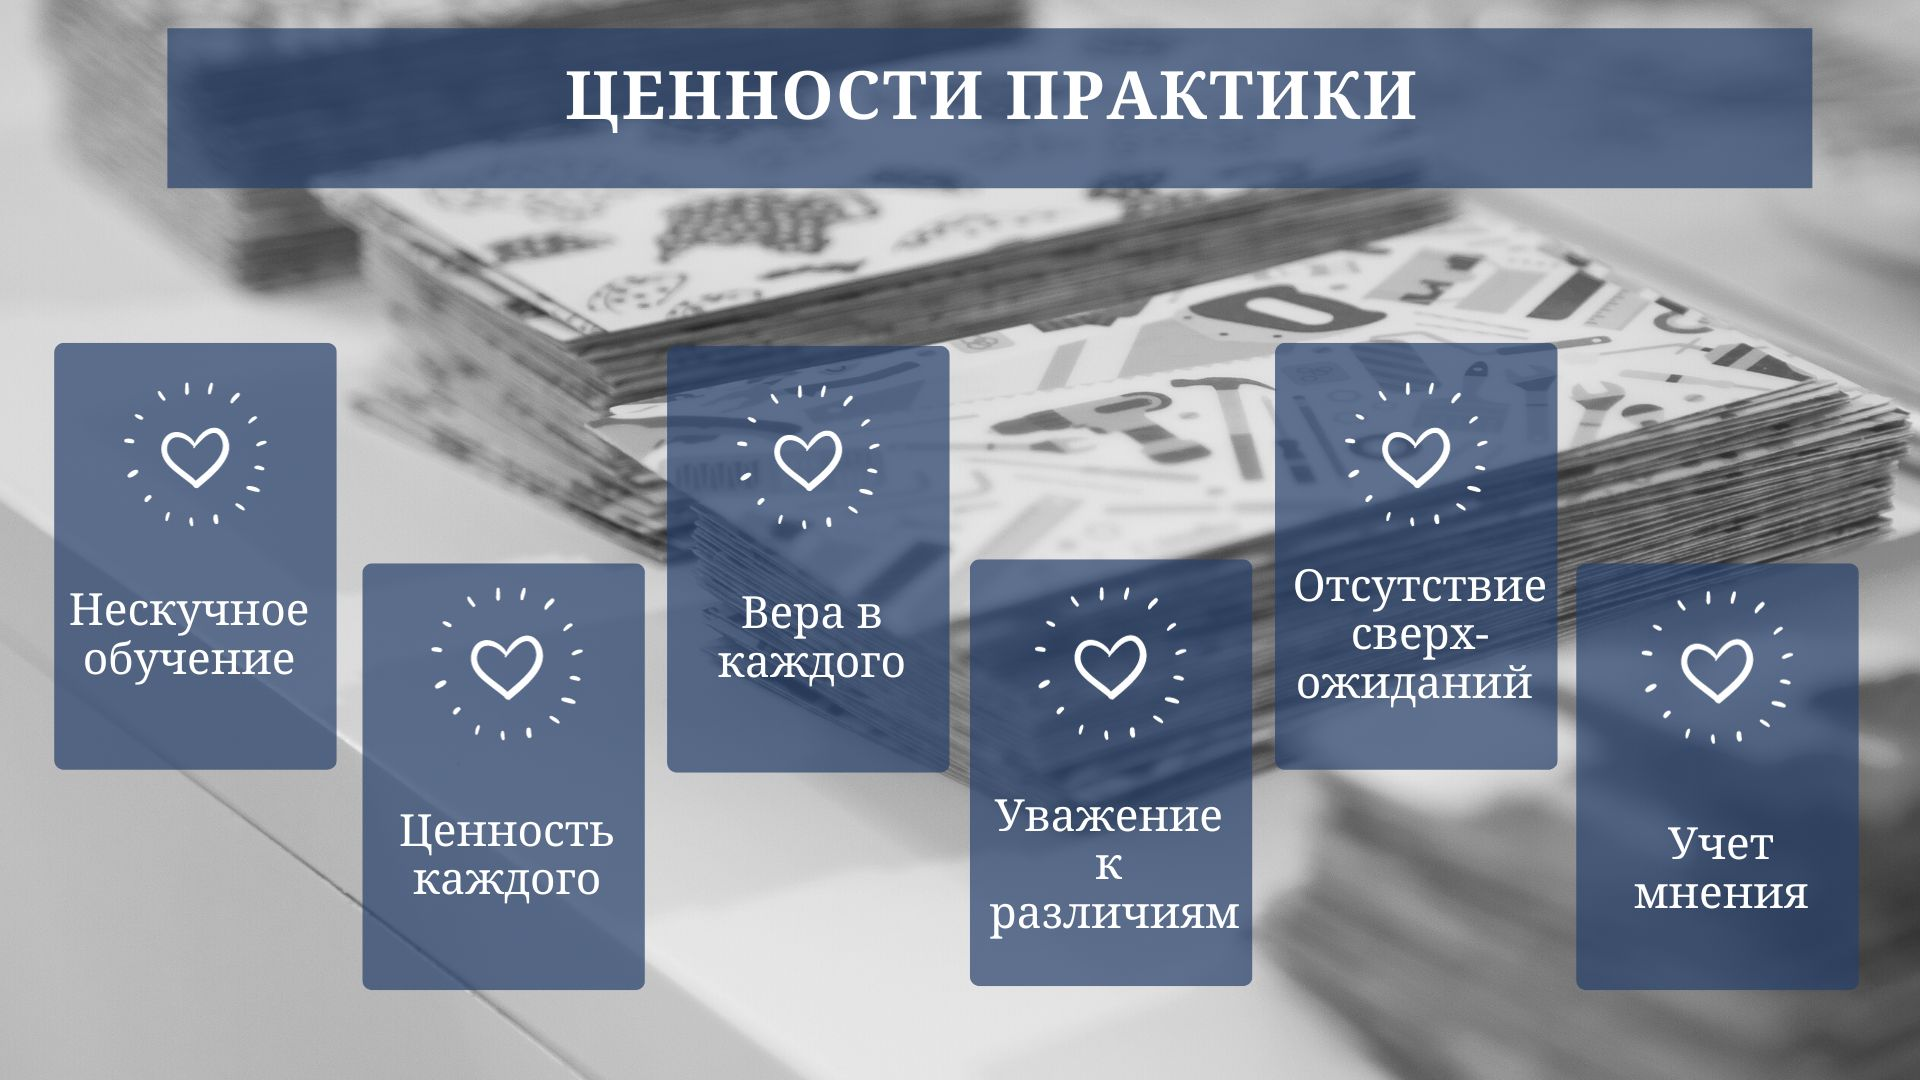 ЦЕННОСТИ ПРАКТИКИ
Нескучное
обучение
Ценность
каждого
Вера в
каждого
Уважение
к
различиям
Отсутствие
сверх-
ожиданий
Учет
мнения